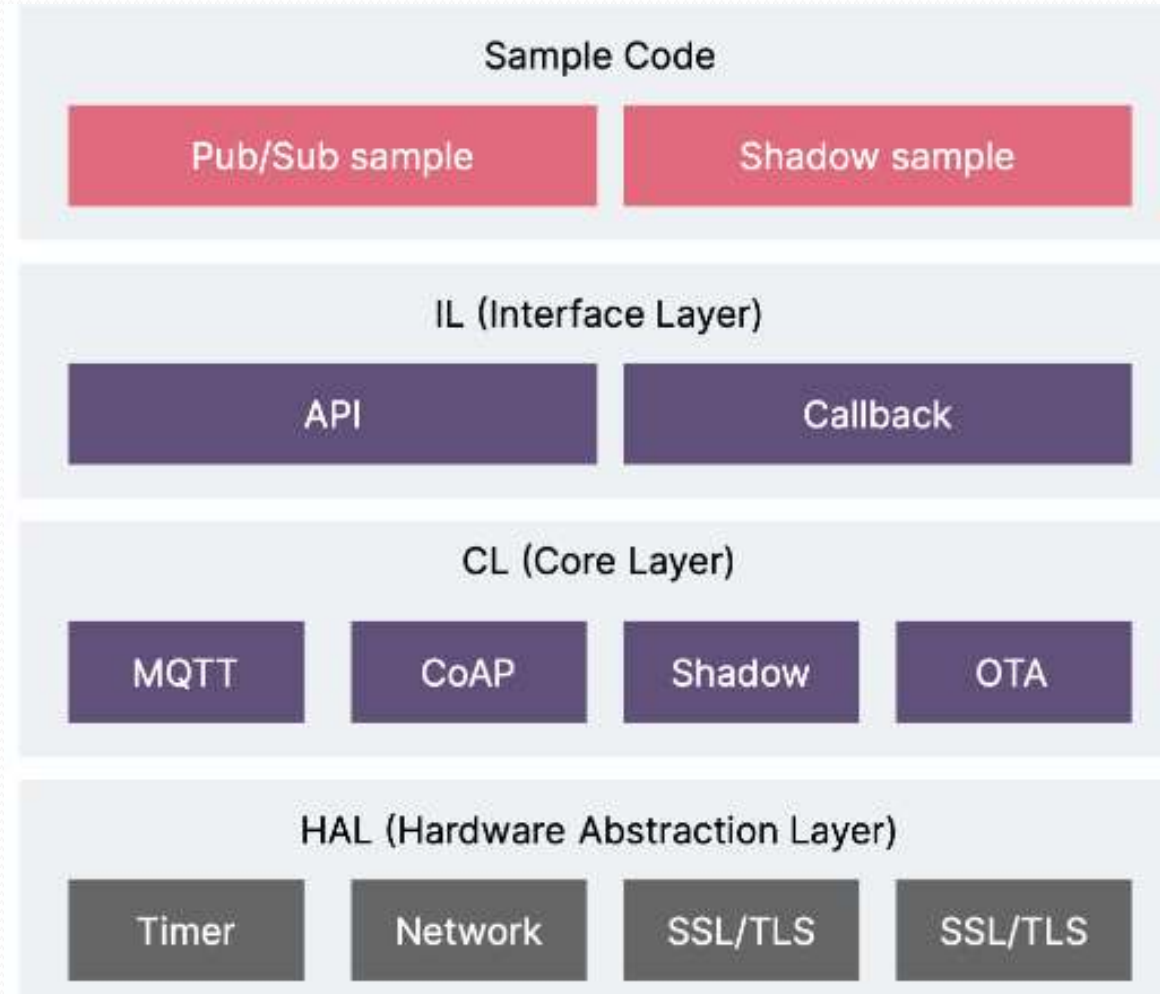 Sample Code
Pub/Sub sample Shadow sample
IL (Interface Layer)
API Callback
CL (Core Layer)
MQTT CoAP Shadow OTA
HAL (Hardware Abstraction Layer)
Timer Network SSL/TLS SSL/TLS